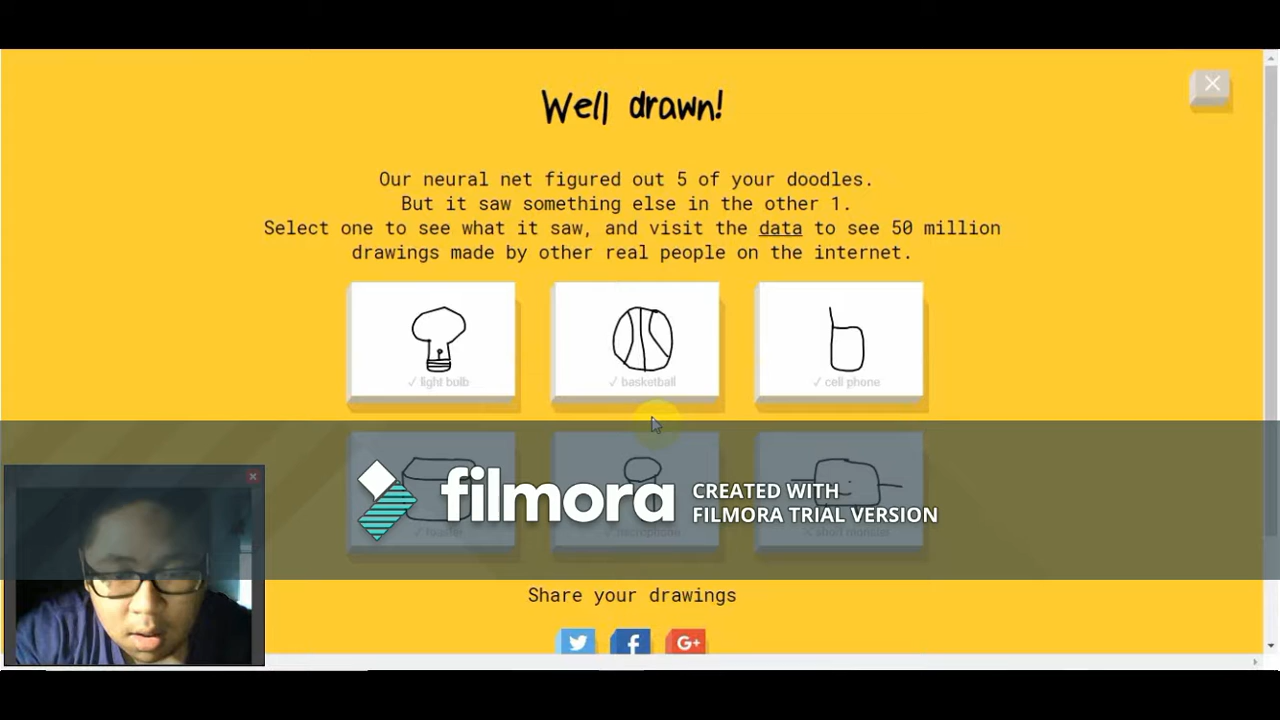 Well drawn!
Our neural net figured out 5 of your doodles.
But it saw something else in the other 1.
Select one to see what it saw, and visit the data to see 50 million
drawings made by other real people on the internet.
✓ light bulb
✓ basketball
✓ cell phone
filmora
CREATED WITH
FILMORA TRIAL VERSION
Share your drawings
G+